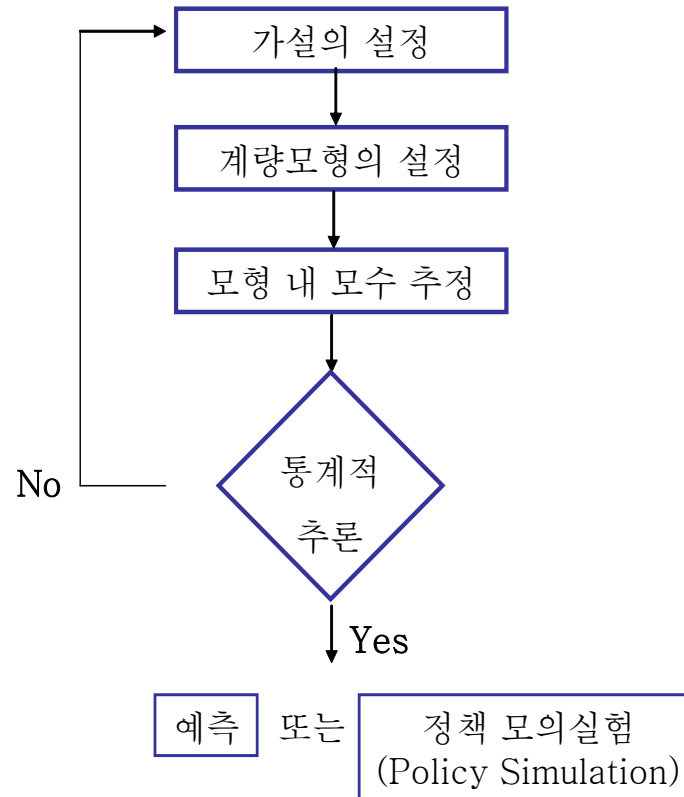 가설의 설정
계량모형의 설정
모형 내 모수 추정
통계적
추론
No
Yes
예측 또는 정책 모의실험
(Policy Simulation)